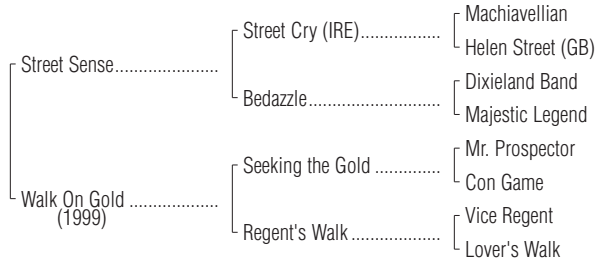 Machiavellian
Street Cry (IRE)..................
Helen Street (GB)
Street Sense.......................
Dixieland Band
Bedazzle.............................
Majestic Legend
Mr. Prospector
Seeking the Gold ...............
Con Game
Walk On Gold ....................
(1999)
Vice Regent
Regent's Walk ....................
Lover's Walk